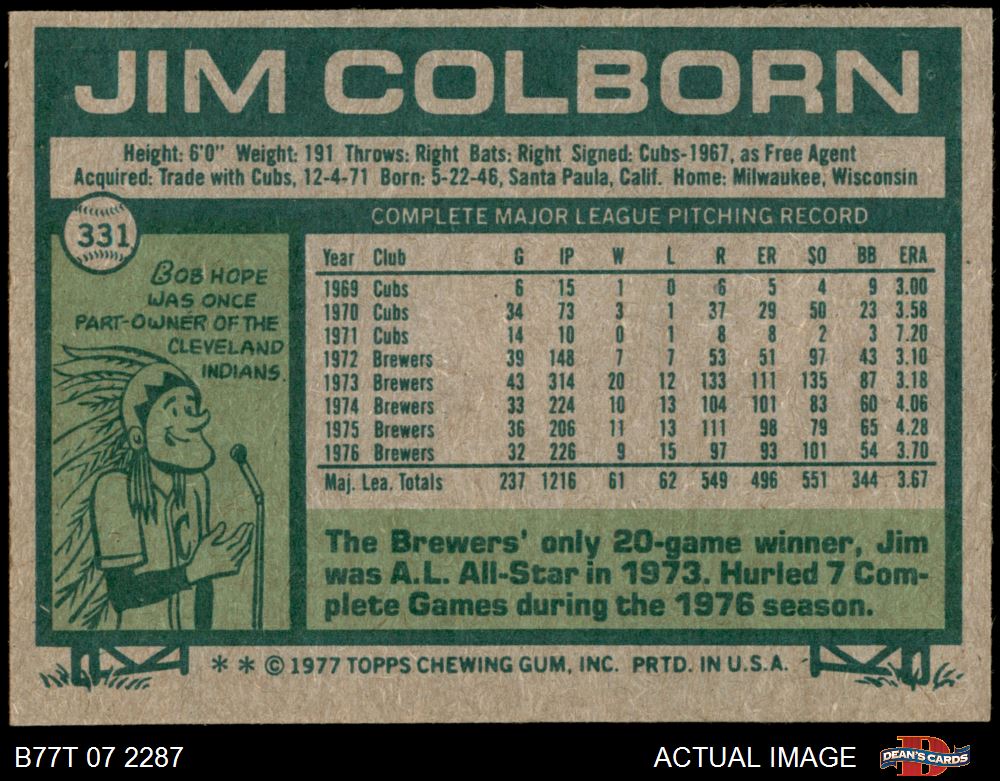 JIM COLBORN
Height: 6'0" Weight: 191 Throws: Right Bats: Right Signed: Cubs-1967, as Free Agent
Acquired: Trade with Cubs, 12-4-71 Born: 5-22-46, Santa Paula, Calif. Home: Milwaukee, Wisconsin
331
BOB HOPE
WAS ONCE
PART-OWNER OF THE
CLEVELAND
INDIANS.
C
COMPLETE MAJOR LEAGUE PITCHING RECORD
Year Club G IP W L R ER SO BB ERA
1969 Cubs 6 15 1 0 6 5 4 9 3.00
1970 Cubs 34 73 3 1 37 29 50 23 3.58
1971 Cubs 14 10 0 1 8 8 2 3 7.20
1972 Brewers 39 148 7 7 53 51 97 43 3.10
1973 Brewers 43 314 20 12 133 111 135 87 3.18
1974 Brewers 33 224 10 13 104 101 83 60 4.06
1975 Brewers 36 206 11 13 111 98 79 65 4.28
1976 Brewers 32 226 9 15 97 93 101 54 3.70
Maj. Lea. Totals 237 1216 61 62 549 496 551 344 3.67
The Brewers' only 20-game winner, Jim
was A.L. All-Star in 1973. Hurled 7 Com-
plete Games during the 1976 season.
* * © 1977 TOPPS CHEWING GUM, INC. PRTD. IN U.S.A.
B77T 07 2287
ACTUAL IMAGE
D
DEAN'S CARDS